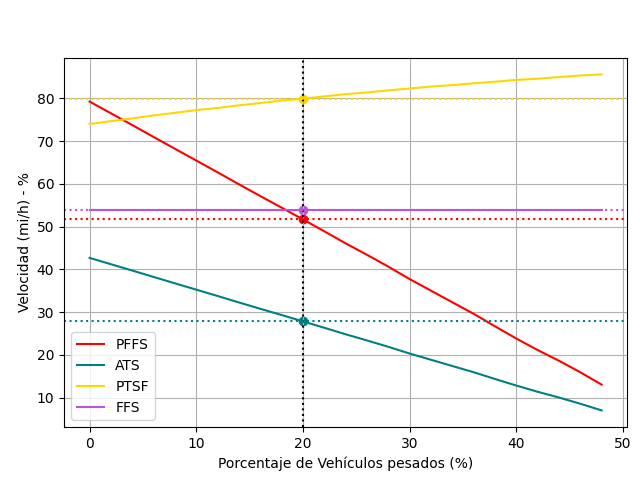 Velocidad (mi/h) - %
80
70
60
50
40
30
20
10
PFFS
ATS
PTSF
FFS
0 10 20 30 40 50
Porcentaje de Vehículos pesados (%)